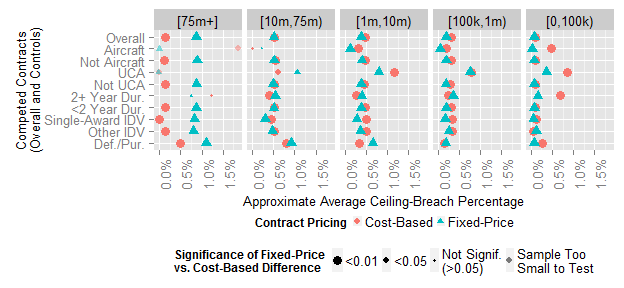 [75m+] [10m,75m) [1m,10m) [100k,1m) [0,100k)
Competed Contracts
(Overall and Controls)
Overall
Aircraft
Not Aircraft
UCA
Not UCA
2+ Year Dur.
<2 Year Dur.
Single-Award IDV
Other IDV
Def./Pur.
0.0% 0.5% 1.0% 1.5% 0.0% 0.5% 1.0% 1.5% 0.0% 0.5% 1.0% 1.5% 0.0% 0.5% 1.0% 1.5% 0.0% 0.5% 1.0% 1.5%
Approximate Average Ceiling-Breach Percentage
Contract Pricing Cost-Based Fixed-Price
Significance of Fixed-Price
vs. Cost-Based Difference
<0.01 <0.05 Not Signif.
(>0.05)
Sample Too
Small to Test